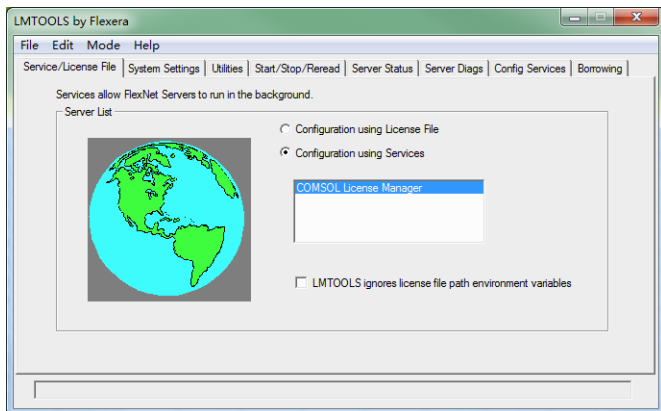 LMTOOLS by Flexera
File Edit Mode Help
Service/License File System Settings Utilities Start/Stop/Reread Server Status Server Diags Config Services Borrowing
Services allow FlexNet Servers to run in the background.
Server List
Configuration using License File
Configuration using Services
COMSOL License Manager
LMTOOLS ignores license file path environment variables